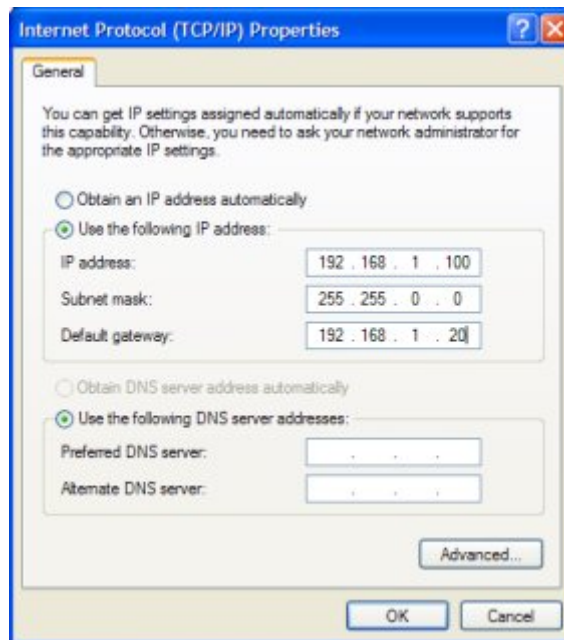 Internet Protocol (TCP/IP) Properties
General
You can get IP settings assigned automatically if your network supports
this capability. Otherwise, you need to ask your network administrator for
the appropriate IP settings.
Obtain an IP address automatically
Use the following IP address:
IP address: 192 . 168 . 1 . 100
Subnet mask: 255 . 255 . 0 . 0
Default gateway: 192 . 168 . 1 . 20
Obtain DNS server address automatically
Use the following DNS server addresses:
Preferred DNS server: . . .
Alternate DNS server: . . .
Advanced...
OK Cancel